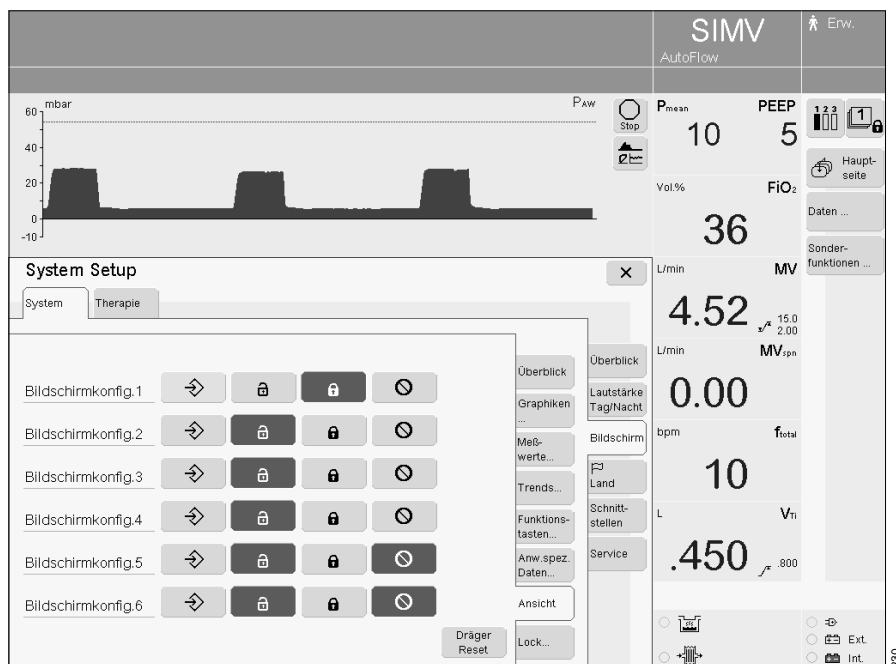 SIMV
AutoFlow
Erw.
mbar
PAW
60
40
20
0
-10
Stop
Pmean PEEP
10 5
Vol.% FiO2
36
L/min MV
4.52 15.0
2.00
L/min MVspn
0.00
bpm ftotal
10
L VTi
.450 .800
1 2 3
1
Haupt-
seite
Daten ...
Sonder-
funktionen ...
System Setup
System Therapie
Bildschirmkonfig.1
Bildschirmkonfig.2
Bildschirmkonfig.3
Bildschirmkonfig.4
Bildschirmkonfig.5
Bildschirmkonfig.6
Dräger
Reset
Überblick
Graphiken
...
Meß-
werte...
Trends...
Funktions-
tasten...
Anw.spez.
Daten...
Ansicht
Lock...
Überblick
Lautstärke
Tag/Nacht
Bildschirm
Land
Schnitt-
stellen
Service
Ext.
Int.